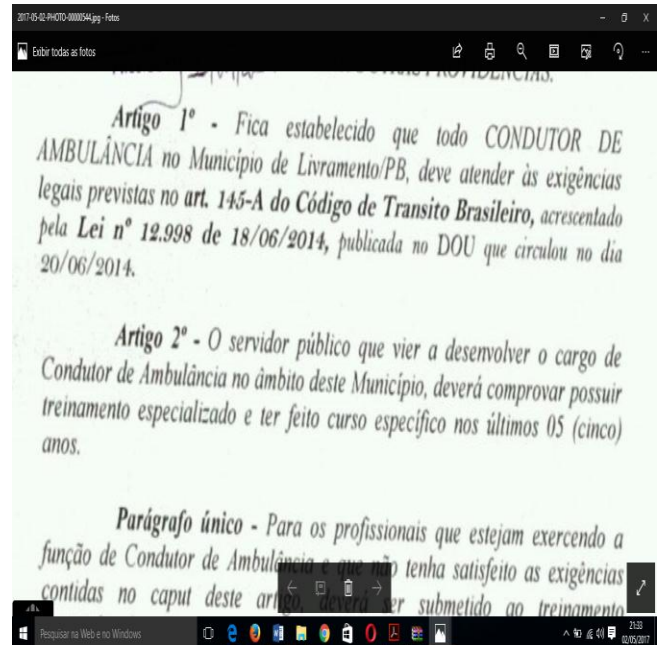 2017-05-02-PHOTO-00000544.jpg - Fotos
Exibir todas as fotos
OUTRAS PROVIDÊNCIAS.
Artigo 1º - Fica estabelecido que todo CONDUTOR DE
AMBULÂNCIA no Município de Livramento/PB, deve atender às exigências
legais previstas no art. 145-A do Código de Transito Brasileiro, acrescentado
pela Lei nº 12.998 de 18/06/2014, publicada no DOU que circulou no dia
20/06/2014.
Artigo 2º - O servidor público que vier a desenvolver o cargo de
Condutor de Ambulância no âmbito deste Município, deverá comprovar possuir
treinamento especializado e ter feito curso específico nos últimos 05 (cinco)
anos.
Parágrafo único - Para os profissionais que estejam exercendo a
função de Condutor de Ambulância e que não tenha satisfeito as exigências
contidas no caput deste artigo, deverá ser submetido ao treinamento
Pesquisar na Web e no Windows
21:33
02/05/2017